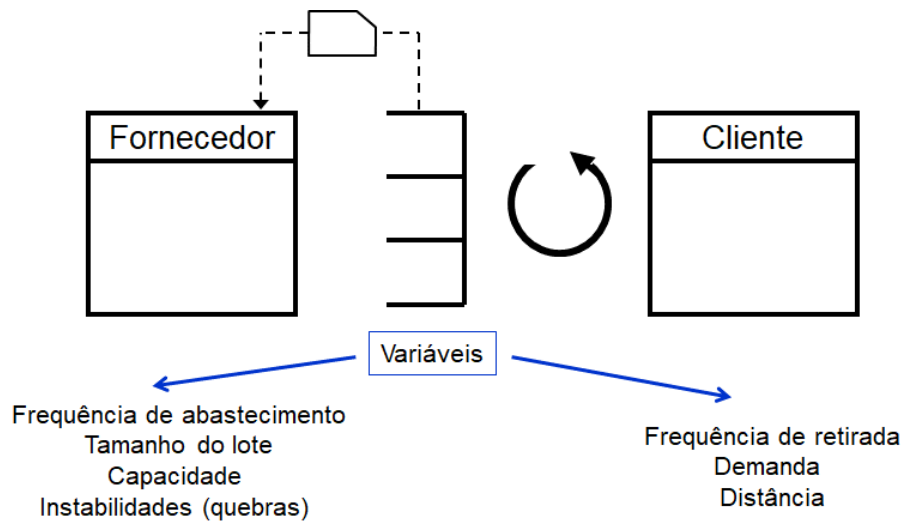 Fornecedor
Cliente
Variáveis
Frequência de abastecimento
Tamanho do lote
Capacidade
Instabilidades (quebras)
Frequência de retirada
Demanda
Distância